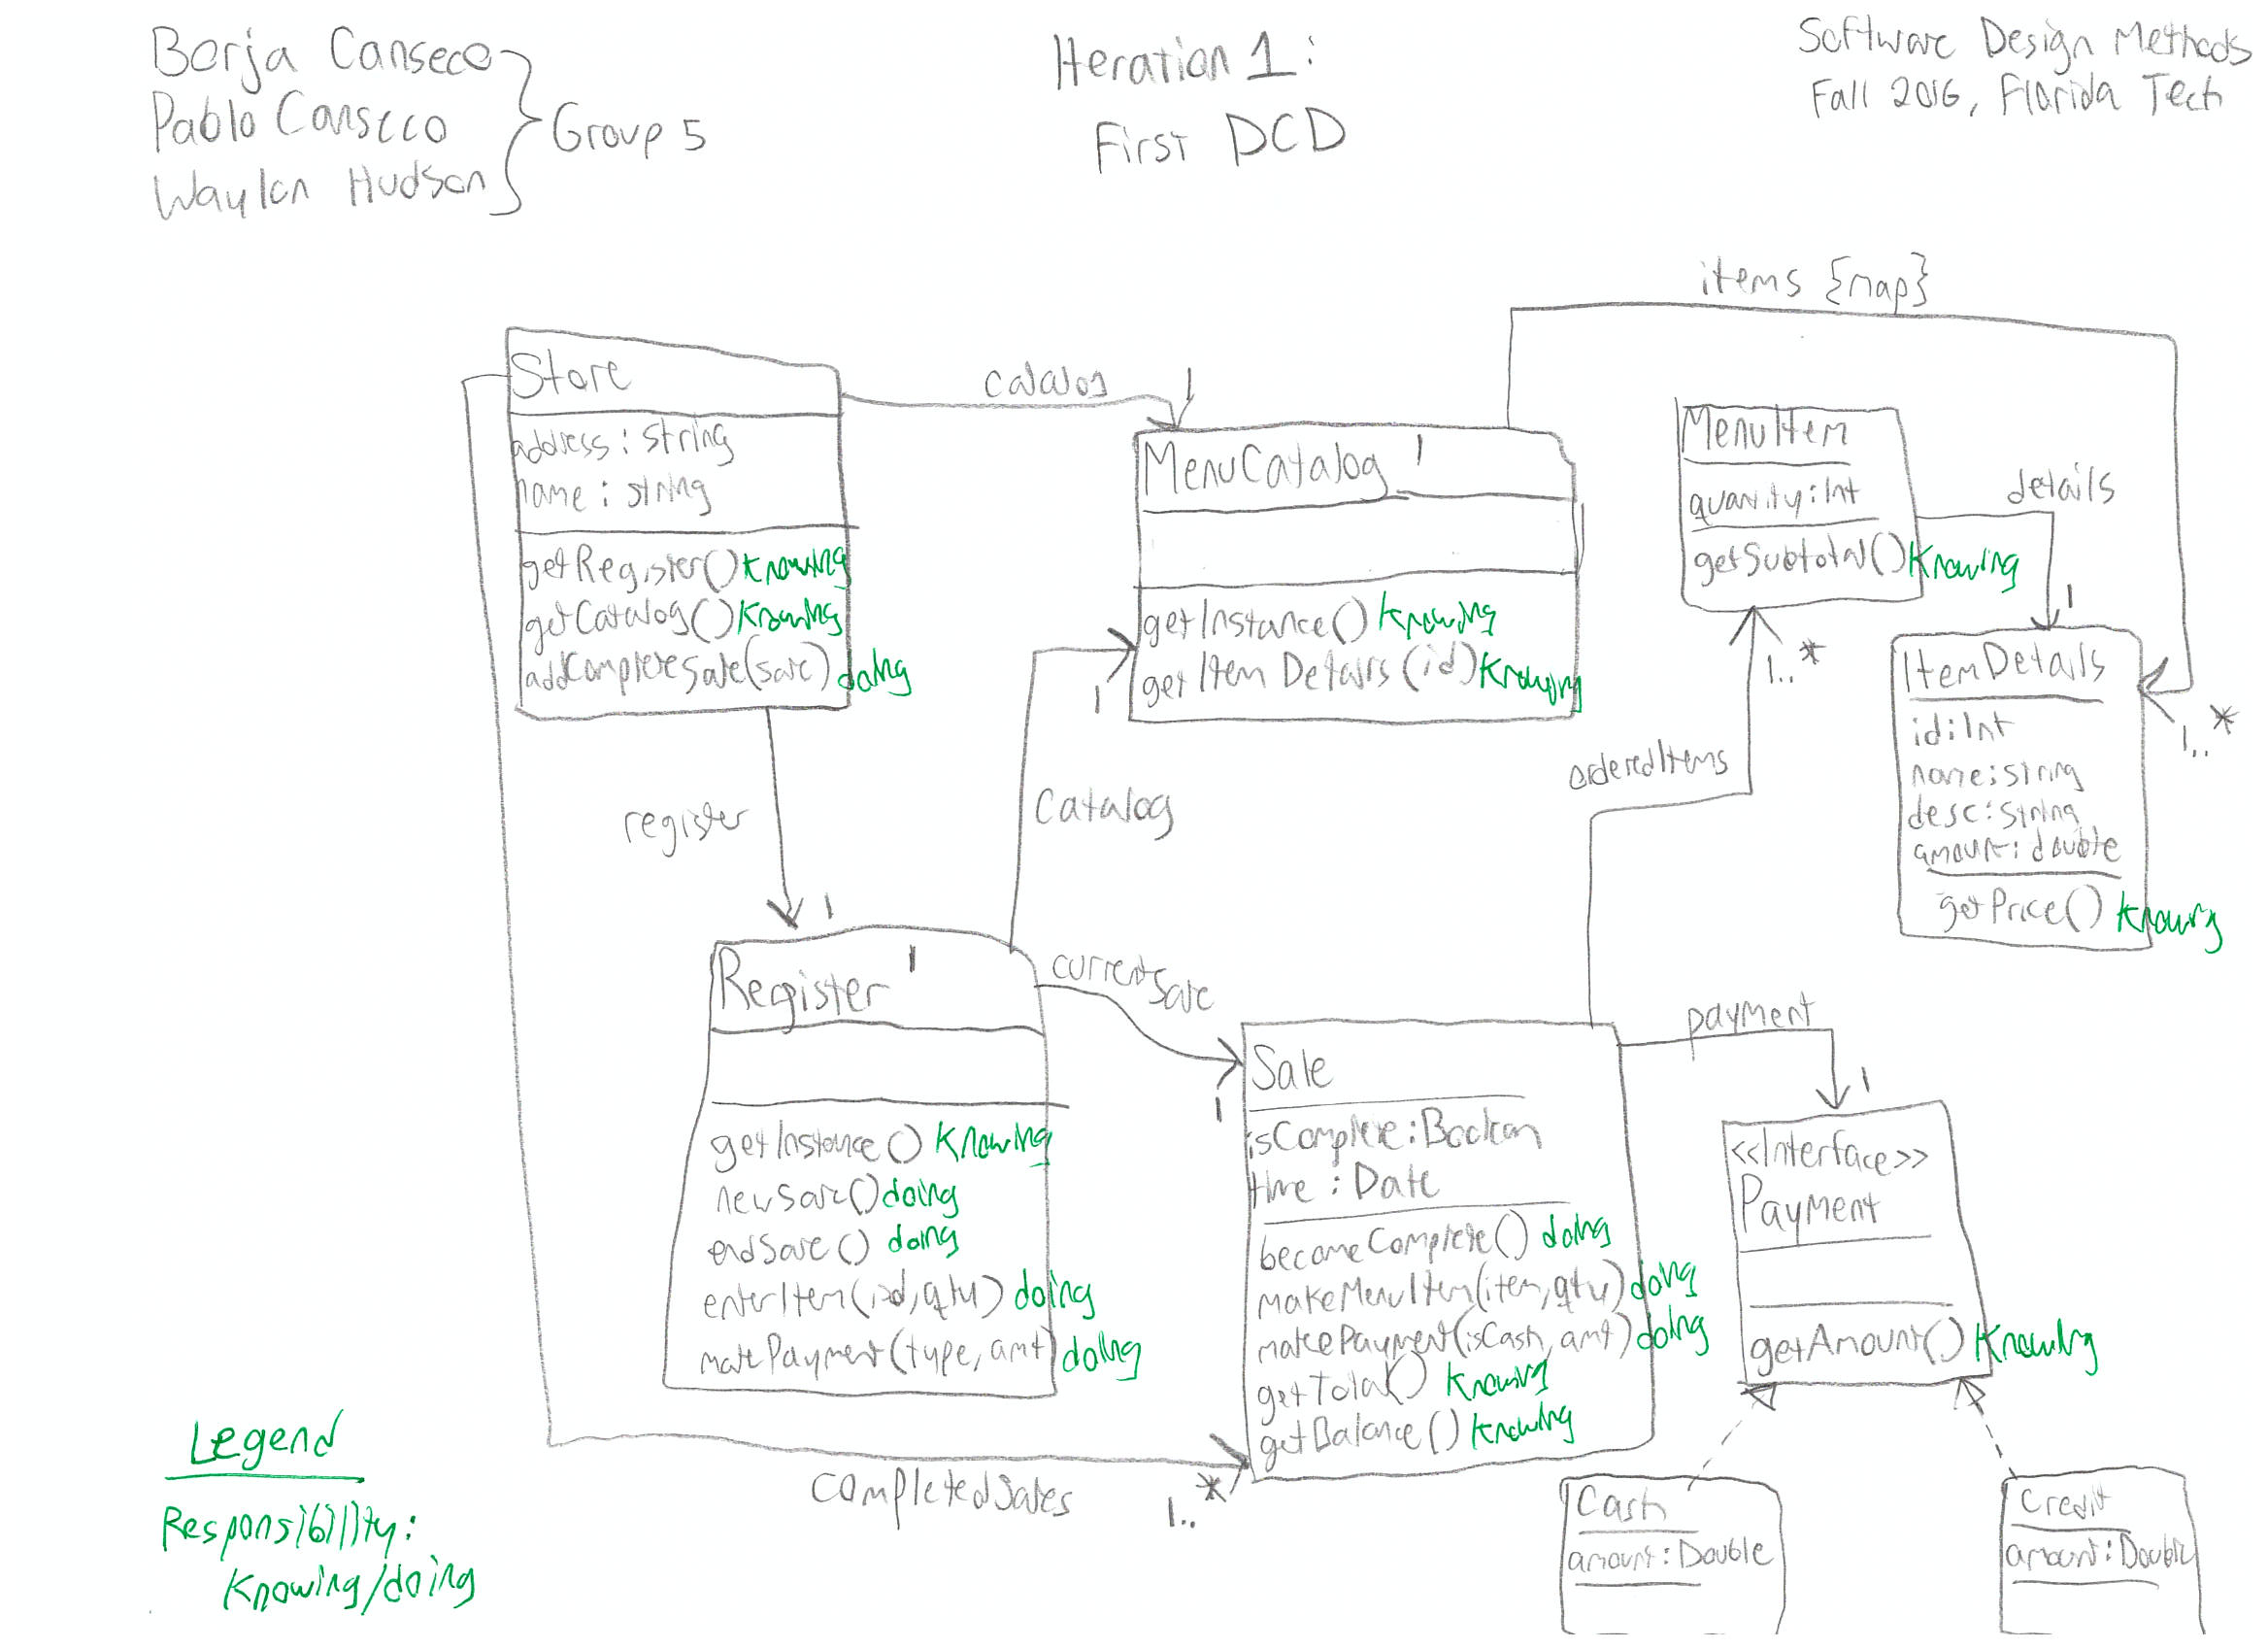 Borja Canseco
Pablo Canseco
Waylon Hudson
Group 5
Iteration 1:
First DCD
Software Design Methods
Fall 2016, Florida Tech
items {map}
Store
address : string
name : string
getRegister() knowing
getCatalog() knowing
addCompleteSale(sale) doing
catalog
1
MenuCatalog 1
getInstance() knowing
getItemDetails(id) knowing
MenuItem
quantity : Int
getSubtotal() knowing
details
1
1..*
ItemDetails
id : Int
name : string
desc : string
amount : double
getPrice() knowing
1..*
orderedItems
register
1
catalog
1
Register 1
getInstance() knowing
newSale() doing
endSale() doing
enterItem(id, qty) doing
makePayment(type, amt) doing
currentSale
1
Sale
isComplete : Boolean
time : Date
becomeComplete() doing
makeMenuItem(item, qty) doing
makePayment(isCash, amt) doing
getTotal() knowing
getBalance() knowing
payment
1
<<Interface>>
Payment
getAmount() knowing
completedSales
1..*
Cash
amount : Double
Credit
amount : Double
Legend
Responsibility:
Knowing/doing